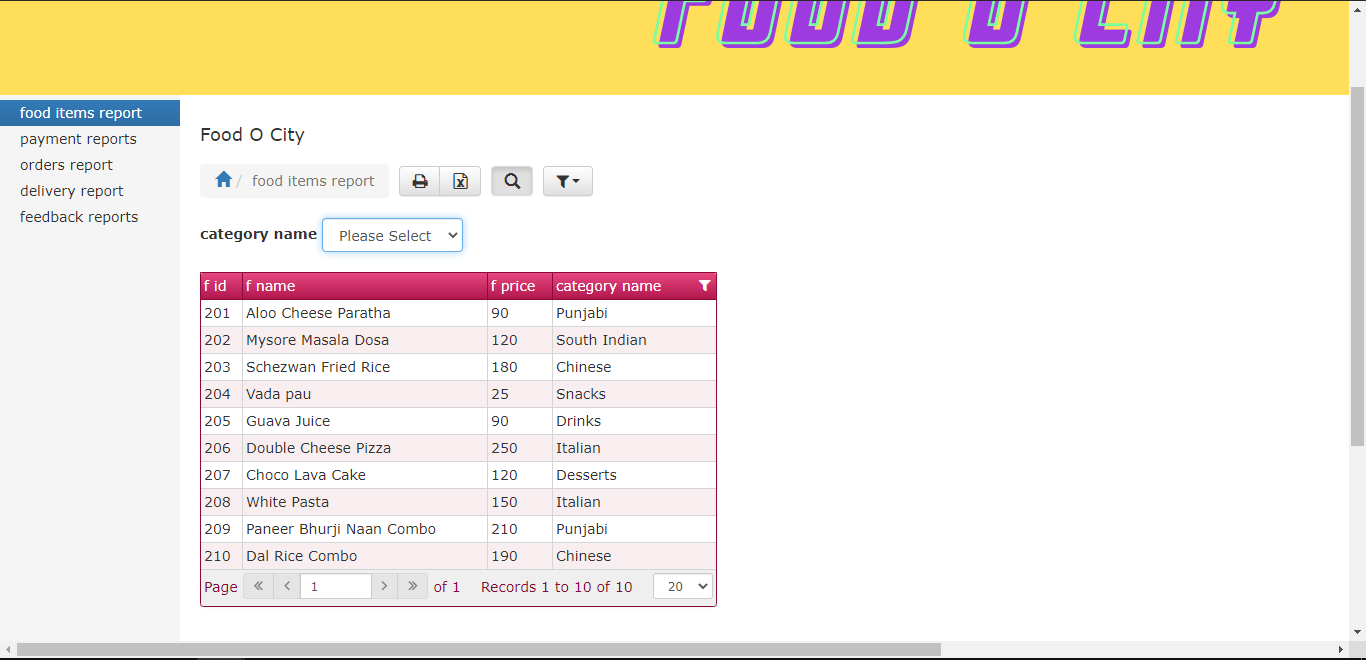 FOOD O CITY
food items report
payment reports
orders report
delivery report
feedback reports
Food O City
/ food items report
category name Please Select
f id f name f price category name
201 Aloo Cheese Paratha 90 Punjabi
202 Mysore Masala Dosa 120 South Indian
203 Schezwan Fried Rice 180 Chinese
204 Vada pau 25 Snacks
205 Guava Juice 90 Drinks
206 Double Cheese Pizza 250 Italian
207 Choco Lava Cake 120 Desserts
208 White Pasta 150 Italian
209 Paneer Bhurji Naan Combo 210 Punjabi
210 Dal Rice Combo 190 Chinese
Page « < 1 > » of 1 Records 1 to 10 of 10 20